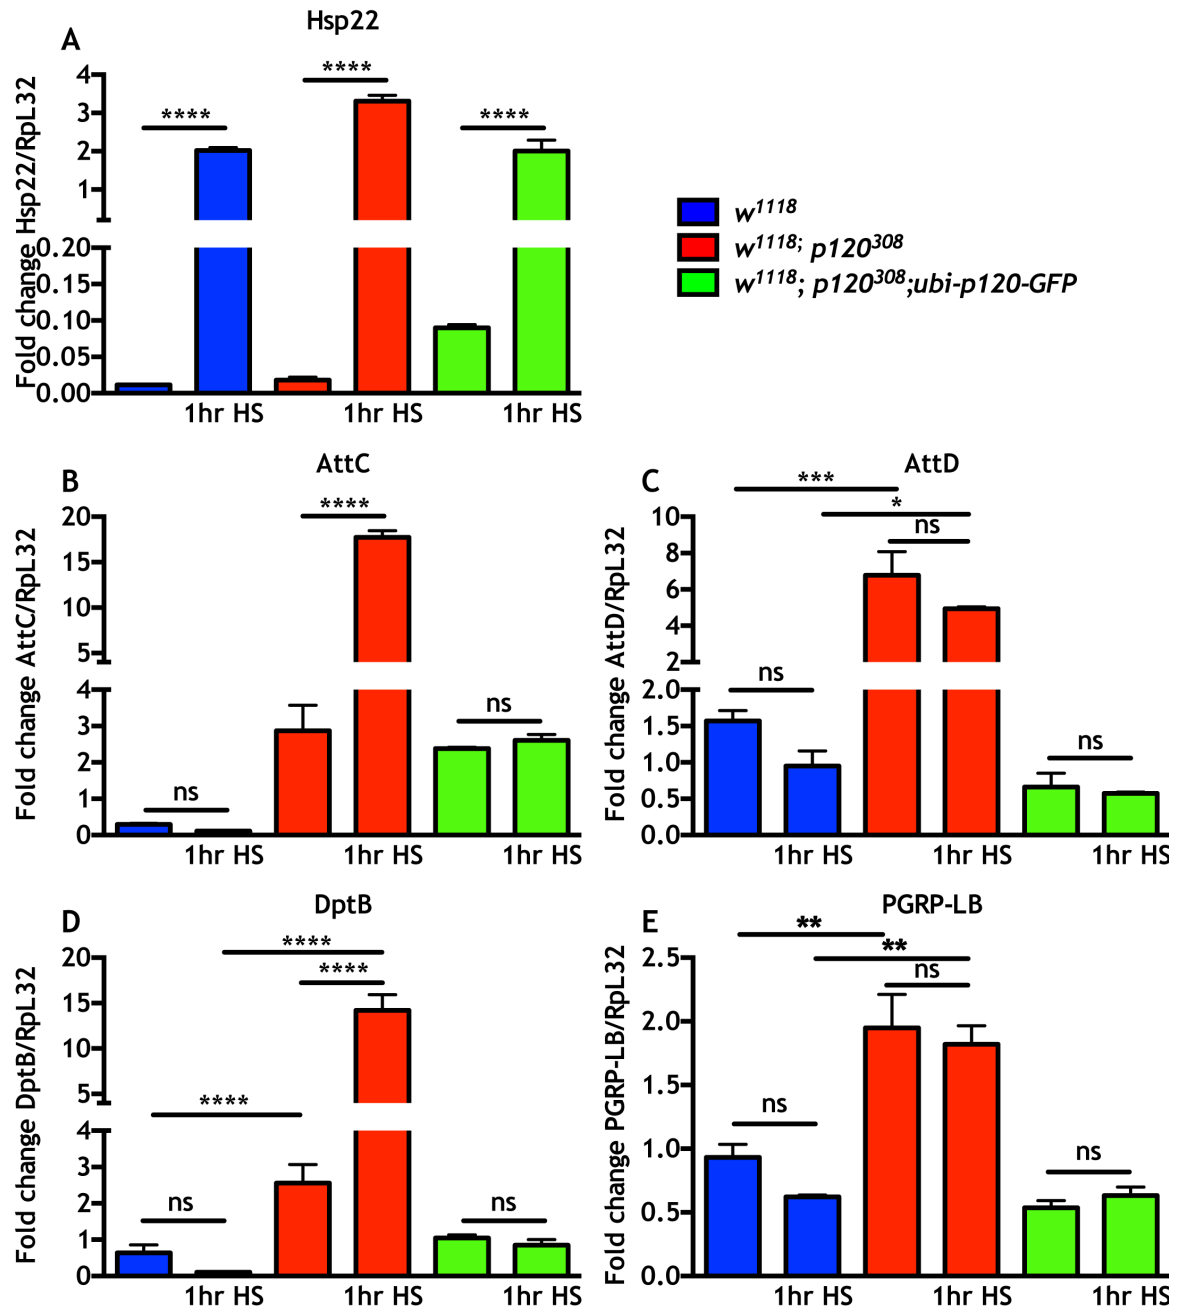 Hsp22
A
Fold change Hsp22/RpL32
4
3
2
1
0.20
0.15
0.10
0.05
0.00
****
****
****
1hr HS
1hr HS
1hr HS
w1118
w1118; p120308
w1118; p120308;ubi-p120-GFP
AttC
B
Fold change AttC/RpL32
20
15
10
5
4
3
2
1
0
ns
****
ns
1hr HS
1hr HS
1hr HS
AttD
C
Fold change AttD/RpL32
10
8
6
4
2
2.0
1.5
1.0
0.5
0.0
***
*
ns
ns
ns
1hr HS
1hr HS
1hr HS
DptB
D
Fold change DptB/RpL32
20
15
10
5
4
3
2
1
0
****
****
****
ns
ns
1hr HS
1hr HS
1hr HS
PGRP-LB
E
Fold change PGRP-LB/RpL32
2.5
2.0
1.5
1.0
0.5
0.0
**
**
ns
ns
ns
1hr HS
1hr HS
1hr HS